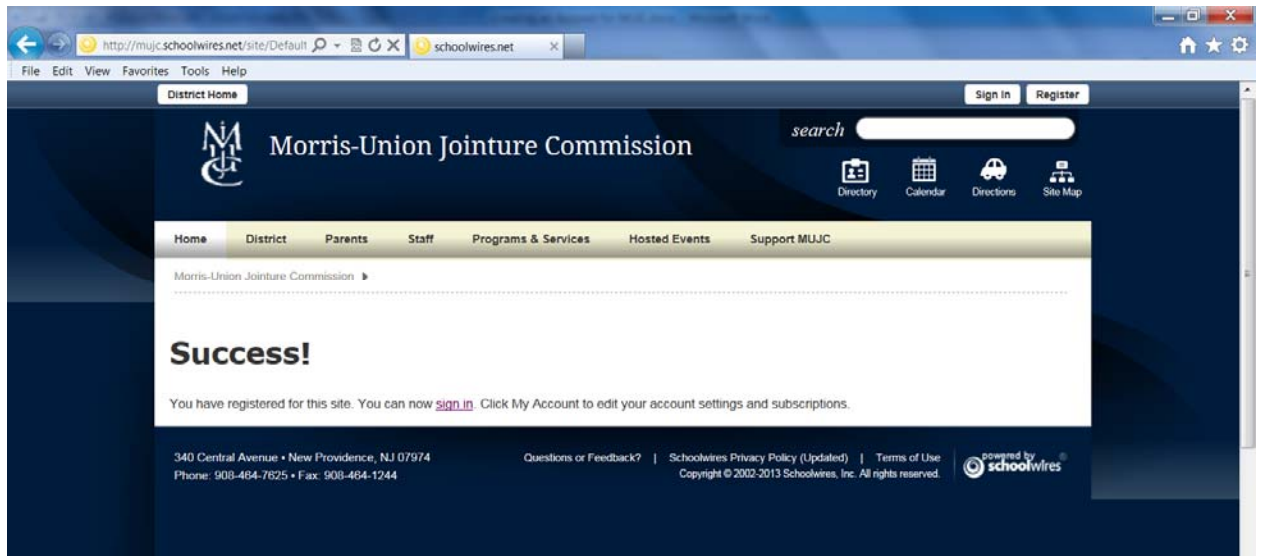 http://mujc.schoolwires.net/site/Default
schoolwires.net
File Edit View Favorites Tools Help
District Home
Sign In Register
MUJC
Morris-Union Jointure Commission
search
Directory Calendar Directions Site Map
Home District Parents Staff Programs & Services Hosted Events Support MUJC
Morris-Union Jointure Commission
Success!
You have registered for this site. You can now sign in. Click My Account to edit your account settings and subscriptions.
340 Central Avenue • New Providence, NJ 07974
Phone: 908-464-7625 • Fax: 908-464-1244
Questions or Feedback? | Schoolwires Privacy Policy (Updated) | Terms of Use
Copyright © 2002-2013 Schoolwires, Inc. All rights reserved.
powered by
schoolwires